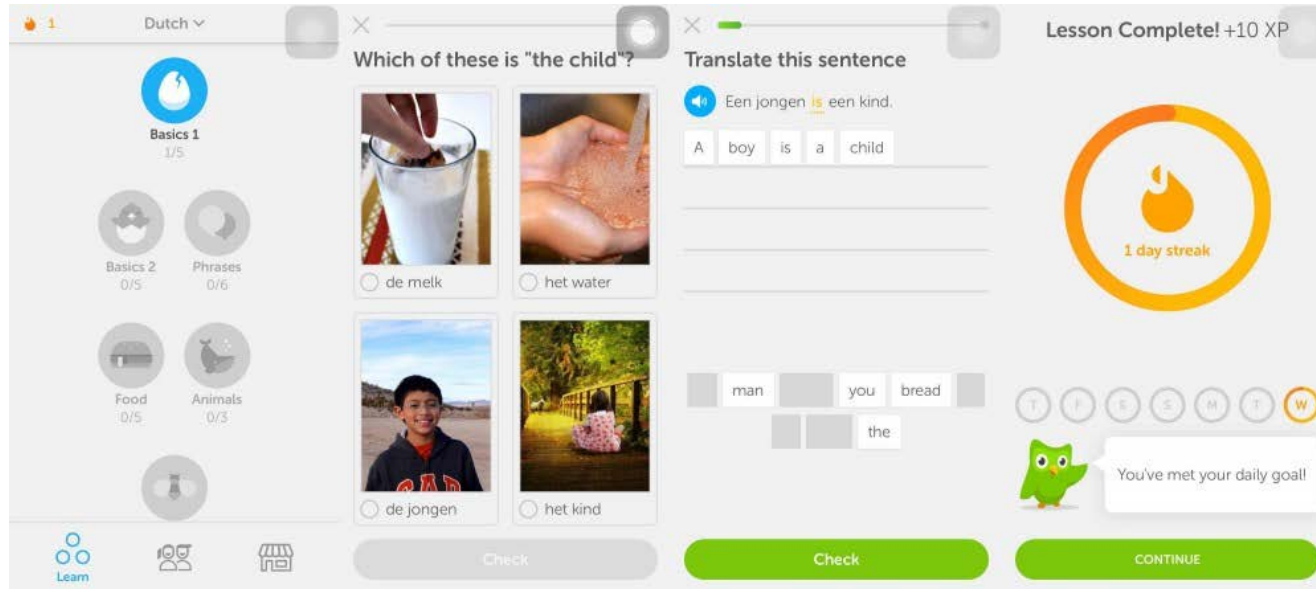 1
Dutch
Basics 1
1/5
Basics 2
Phrases
0/5
0/6
Food
Animals
0/5
0/3
Learn
Which of these is "the child"?
de melk
het water
de jongen
het kind
GAP
Check
Translate this sentence
Een jongen is een kind.
A boy is a child
man you bread
the
Check
Lesson Complete! +10 XP
1 day streak
T F S S M T W
You've met your daily goal!
CONTINUE